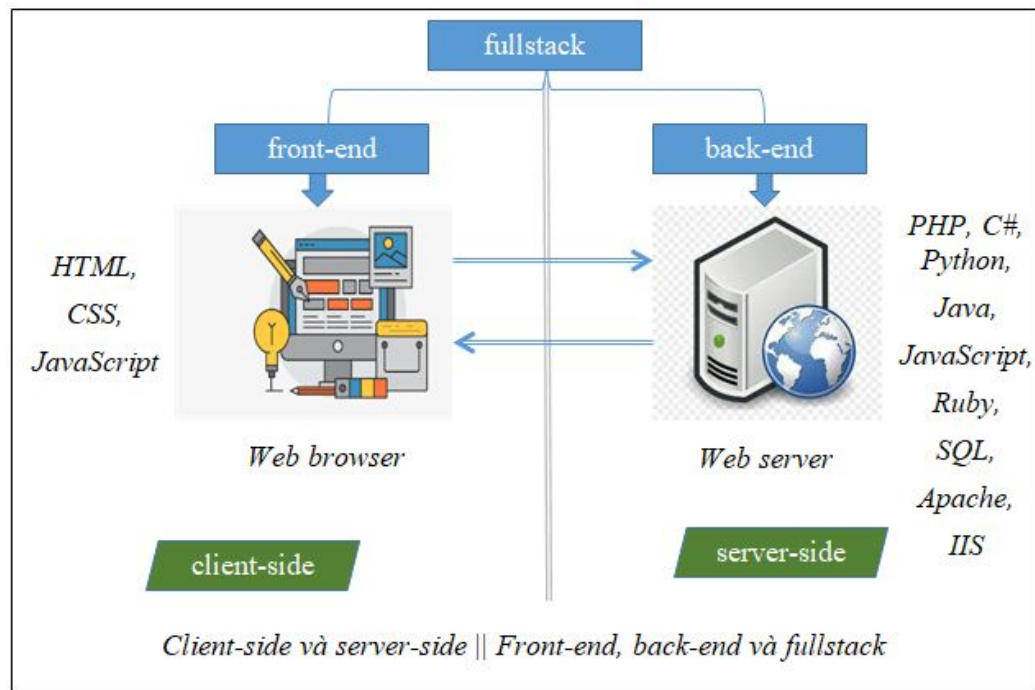 fullstack
front-end
back-end
HTML,
CSS,
JavaScript
Web browser
client-side
PHP, C#,
Python,
Java,
JavaScript,
Ruby,
SQL,
Apache,
IIS
Web server
server-side
Client-side và server-side || Front-end, back-end và fullstack